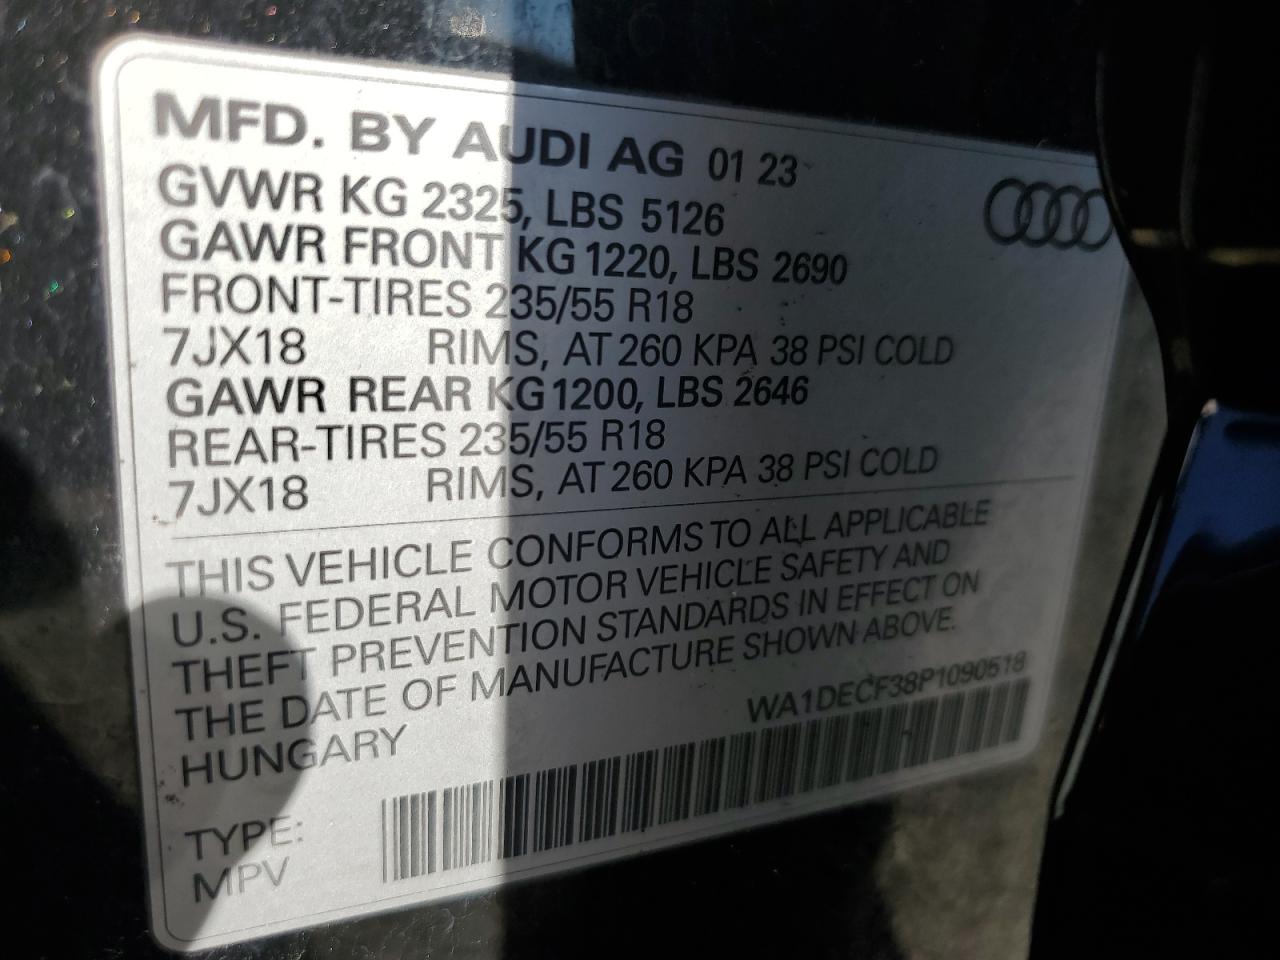 MFD. BY AUDI AG 01 23
GVWR KG 2325, LBS 5126
GAWR FRONT KG 1220, LBS 2690
FRONT-TIRES 235/55 R18
7JX18 RIMS, AT 260 KPA 38 PSI COLD
GAWR REAR KG 1200, LBS 2646
REAR-TIRES 235/55 R18
7JX18 RIMS, AT 260 KPA 38 PSI COLD
THIS VEHICLE CONFORMS TO ALL APPLICABLE
U.S. FEDERAL MOTOR VEHICLE SAFETY AND
THEFT PREVENTION STANDARDS IN EFFECT ON
THE DATE OF MANUFACTURE SHOWN ABOVE.
HUNGARY WA1DECF38P1090518
TYPE:
MPV